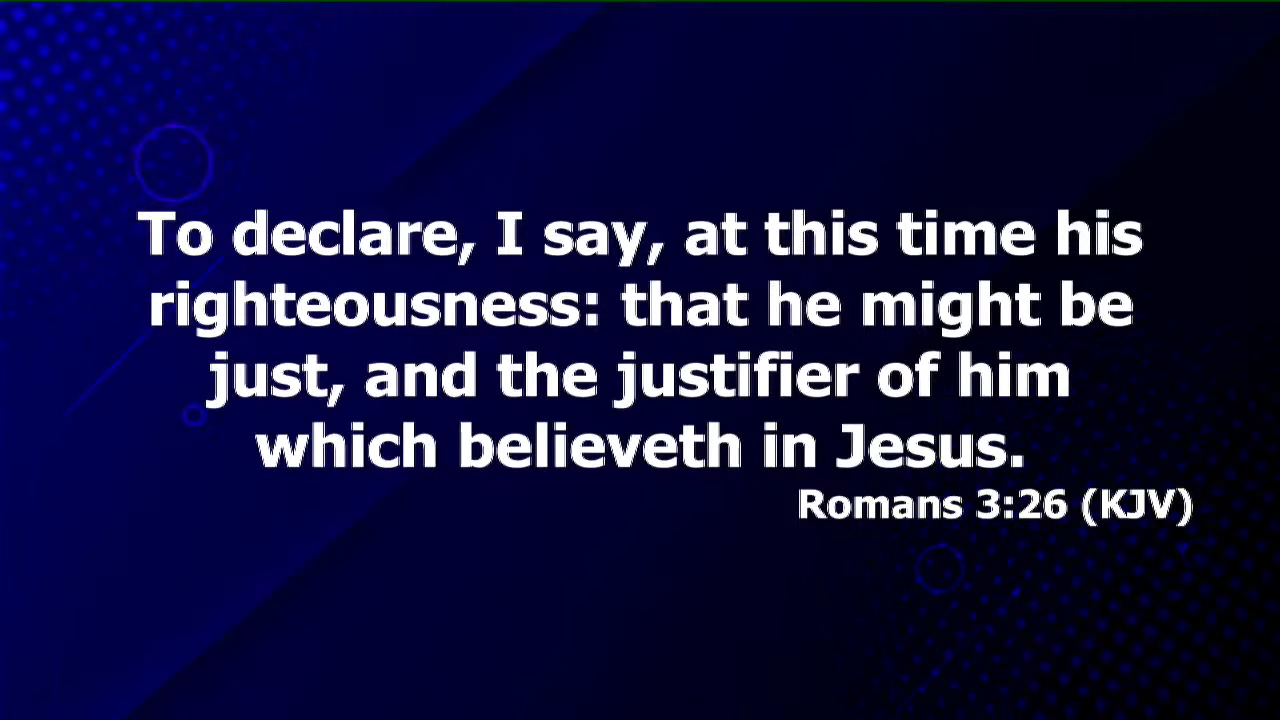 To declare, I say, at this time his
righteousness: that he might be
just, and the justifier of him
which believeth in Jesus.
Romans 3:26 (KJV)